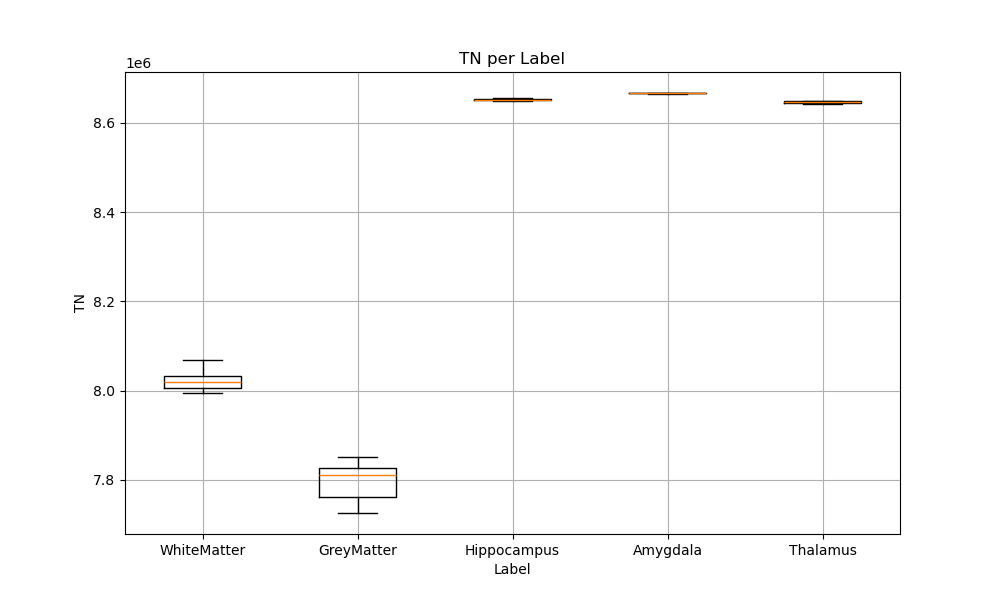 TN per Label
1e6
8.6
8.4
8.2
8.0
7.8
TN
WhiteMatter GreyMatter Hippocampus Amygdala Thalamus
Label